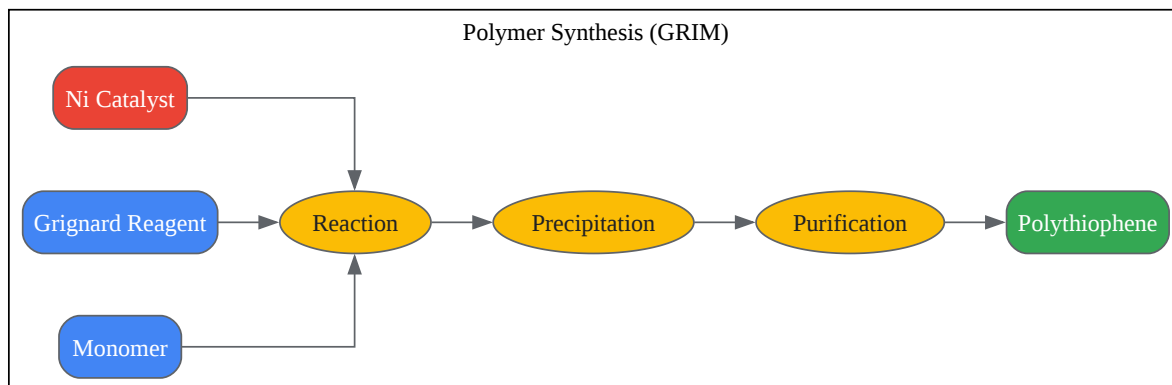 Polymer Synthesis (GRIM)
Ni Catalyst
Grignard Reagent
Reaction
Precipitation
Purification
Polythiophene
Monomer